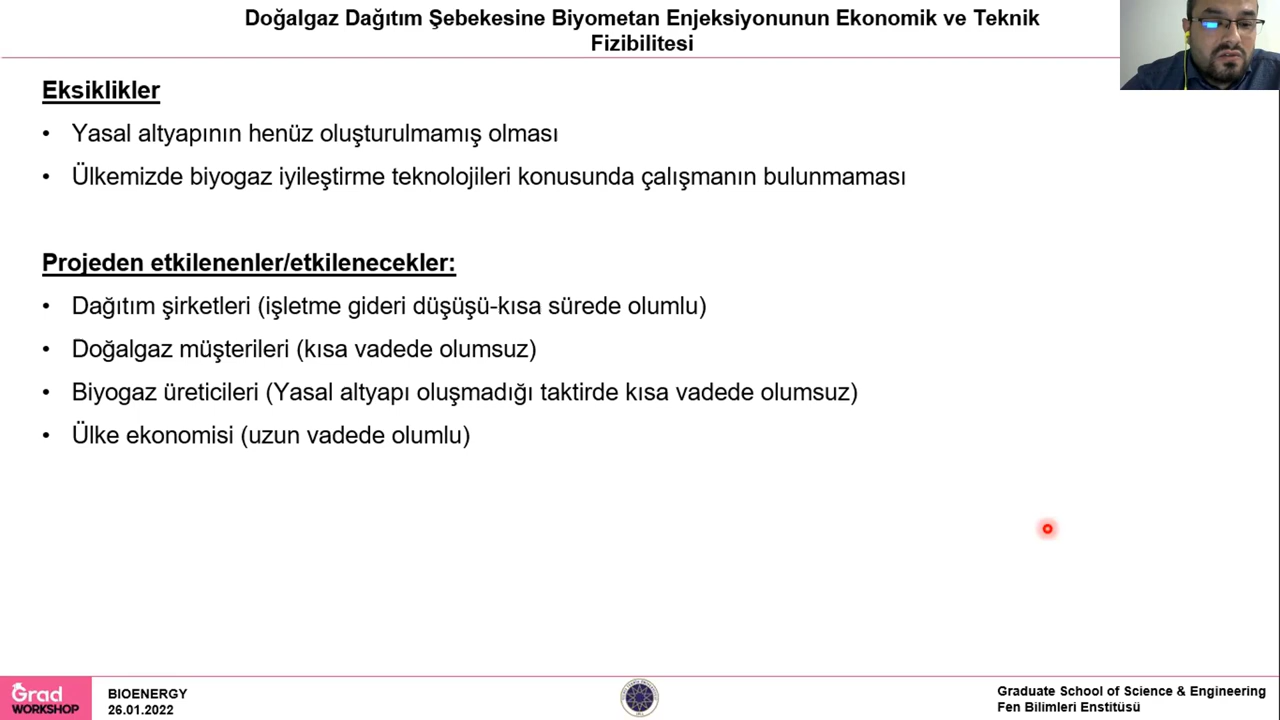 Doğalgaz Dağıtım Şebekesine Biyometan Enjeksiyonunun Ekonomik ve Teknik
Fizibilitesi
Eksiklikler
• Yasal altyapının henüz oluşturulmamış olması
• Ülkemizde biyogaz iyileştirme teknolojileri konusunda çalışmanın bulunmaması
Projeden etkilenenler/etkilenecekler:
• Dağıtım şirketleri (işletme gideri düşüşü-kısa sürede olumlu)
• Doğalgaz müşterileri (kısa vadede olumsuz)
• Biyogaz üreticileri (Yasal altyapı oluşmadığı taktirde kısa vadede olumsuz)
• Ülke ekonomisi (uzun vadede olumlu)
Grad
WORKSHOP
BIOENERGY
26.01.2022
Graduate School of Science & Engineering
Fen Bilimleri Enstitüsü